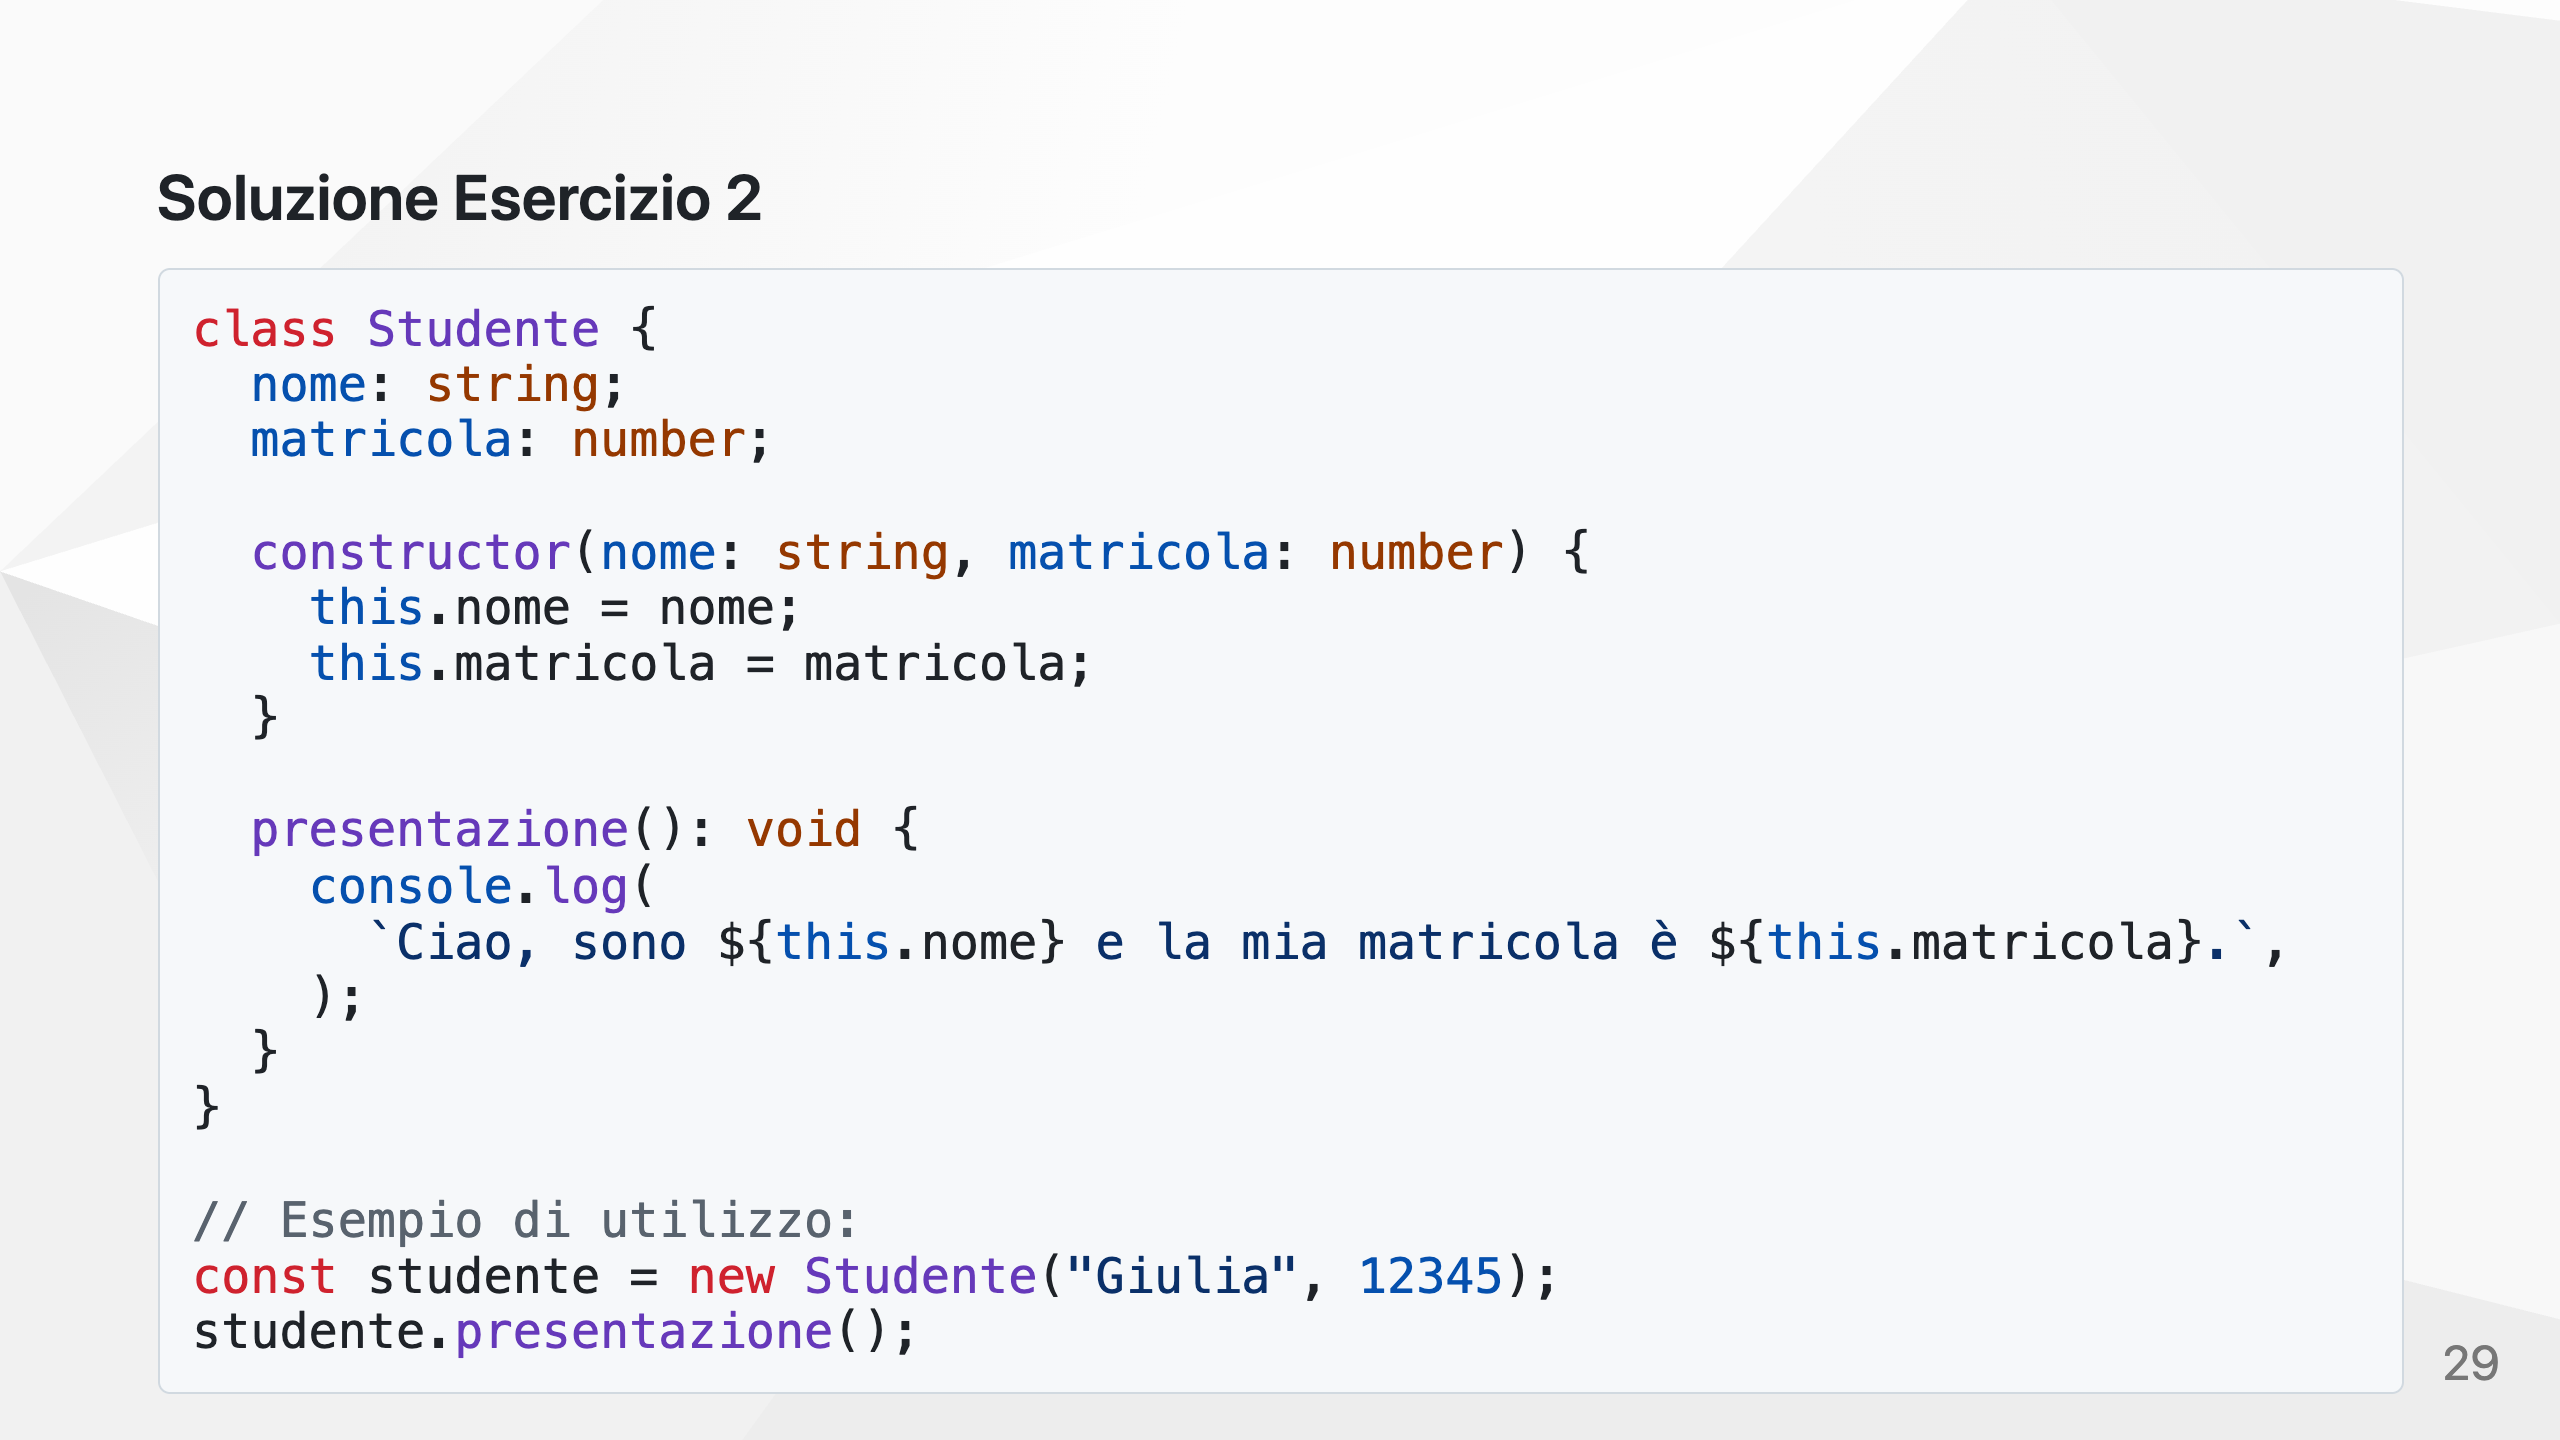 Soluzione Esercizio 2
class Studente {
  nome: string;
  matricola: number;

  constructor(nome: string, matricola: number) {
    this.nome = nome;
    this.matricola = matricola;
  }

  presentazione(): void {
    console.log(
      `Ciao, sono ${this.nome} e la mia matricola è ${this.matricola}.`,
    );
  }
}

// Esempio di utilizzo:
const studente = new Studente("Giulia", 12345);
studente.presentazione();
29